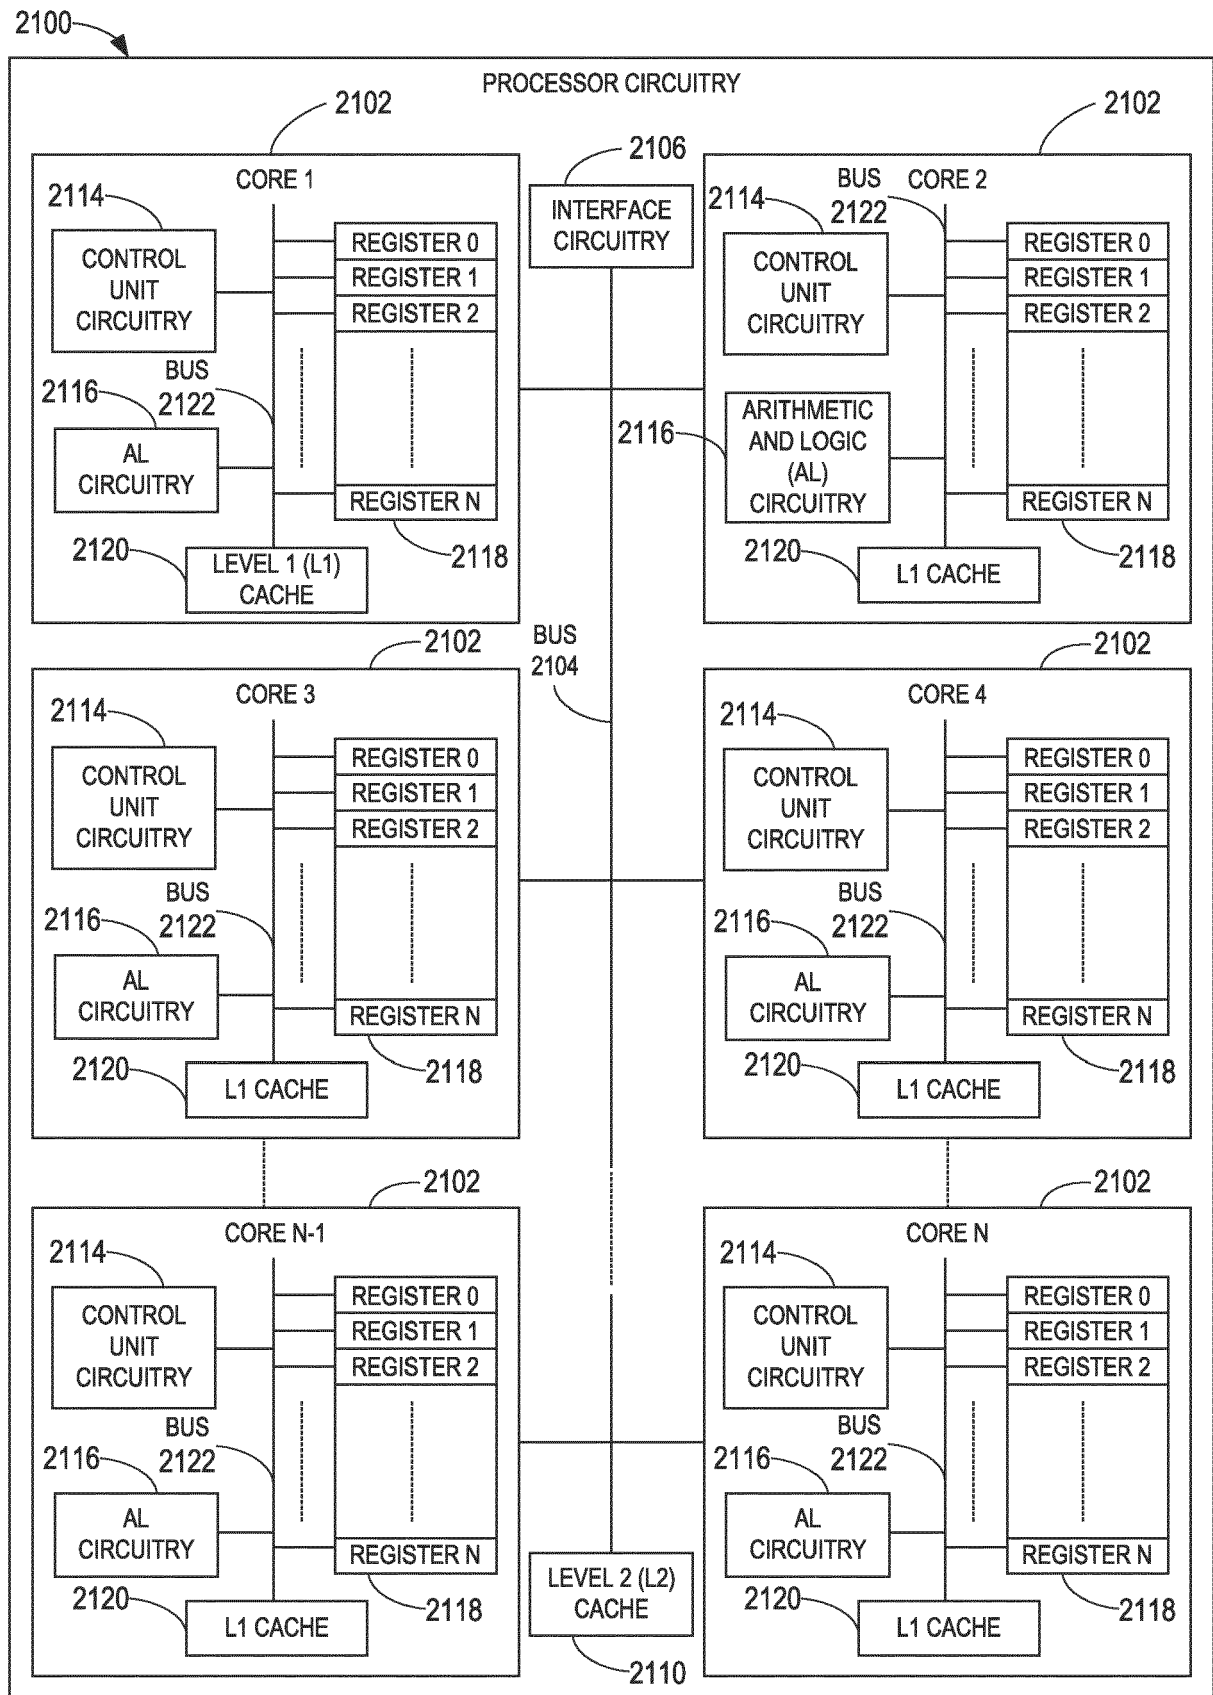 2100
PROCESSOR CIRCUITRY
2102
CORE 1
2114
CONTROL
UNIT
CIRCUITRY
REGISTER 0
REGISTER 1
REGISTER 2
BUS
2122
2116
AL
CIRCUITRY
REGISTER N
2118
2120
LEVEL 1 (L1)
CACHE
2106
INTERFACE
CIRCUITRY
2102
BUS
2122
CORE 2
2114
CONTROL
UNIT
CIRCUITRY
REGISTER 0
REGISTER 1
REGISTER 2
2116
ARITHMETIC
AND LOGIC
(AL)
CIRCUITRY
REGISTER N
2118
2120
L1 CACHE
BUS
2104
2102
CORE 3
2114
CONTROL
UNIT
CIRCUITRY
REGISTER 0
REGISTER 1
REGISTER 2
BUS
2122
2116
AL
CIRCUITRY
REGISTER N
2118
2120
L1 CACHE
2102
CORE 4
2114
CONTROL
UNIT
CIRCUITRY
REGISTER 0
REGISTER 1
REGISTER 2
BUS
2122
2116
AL
CIRCUITRY
REGISTER N
2118
2120
L1 CACHE
2102
CORE N-1
2114
CONTROL
UNIT
CIRCUITRY
REGISTER 0
REGISTER 1
REGISTER 2
BUS
2122
2116
AL
CIRCUITRY
REGISTER N
2118
2120
L1 CACHE
LEVEL 2 (L2)
CACHE
2110
2102
CORE N
2114
CONTROL
UNIT
CIRCUITRY
REGISTER 0
REGISTER 1
REGISTER 2
BUS
2122
2116
AL
CIRCUITRY
REGISTER N
2118
2120
L1 CACHE